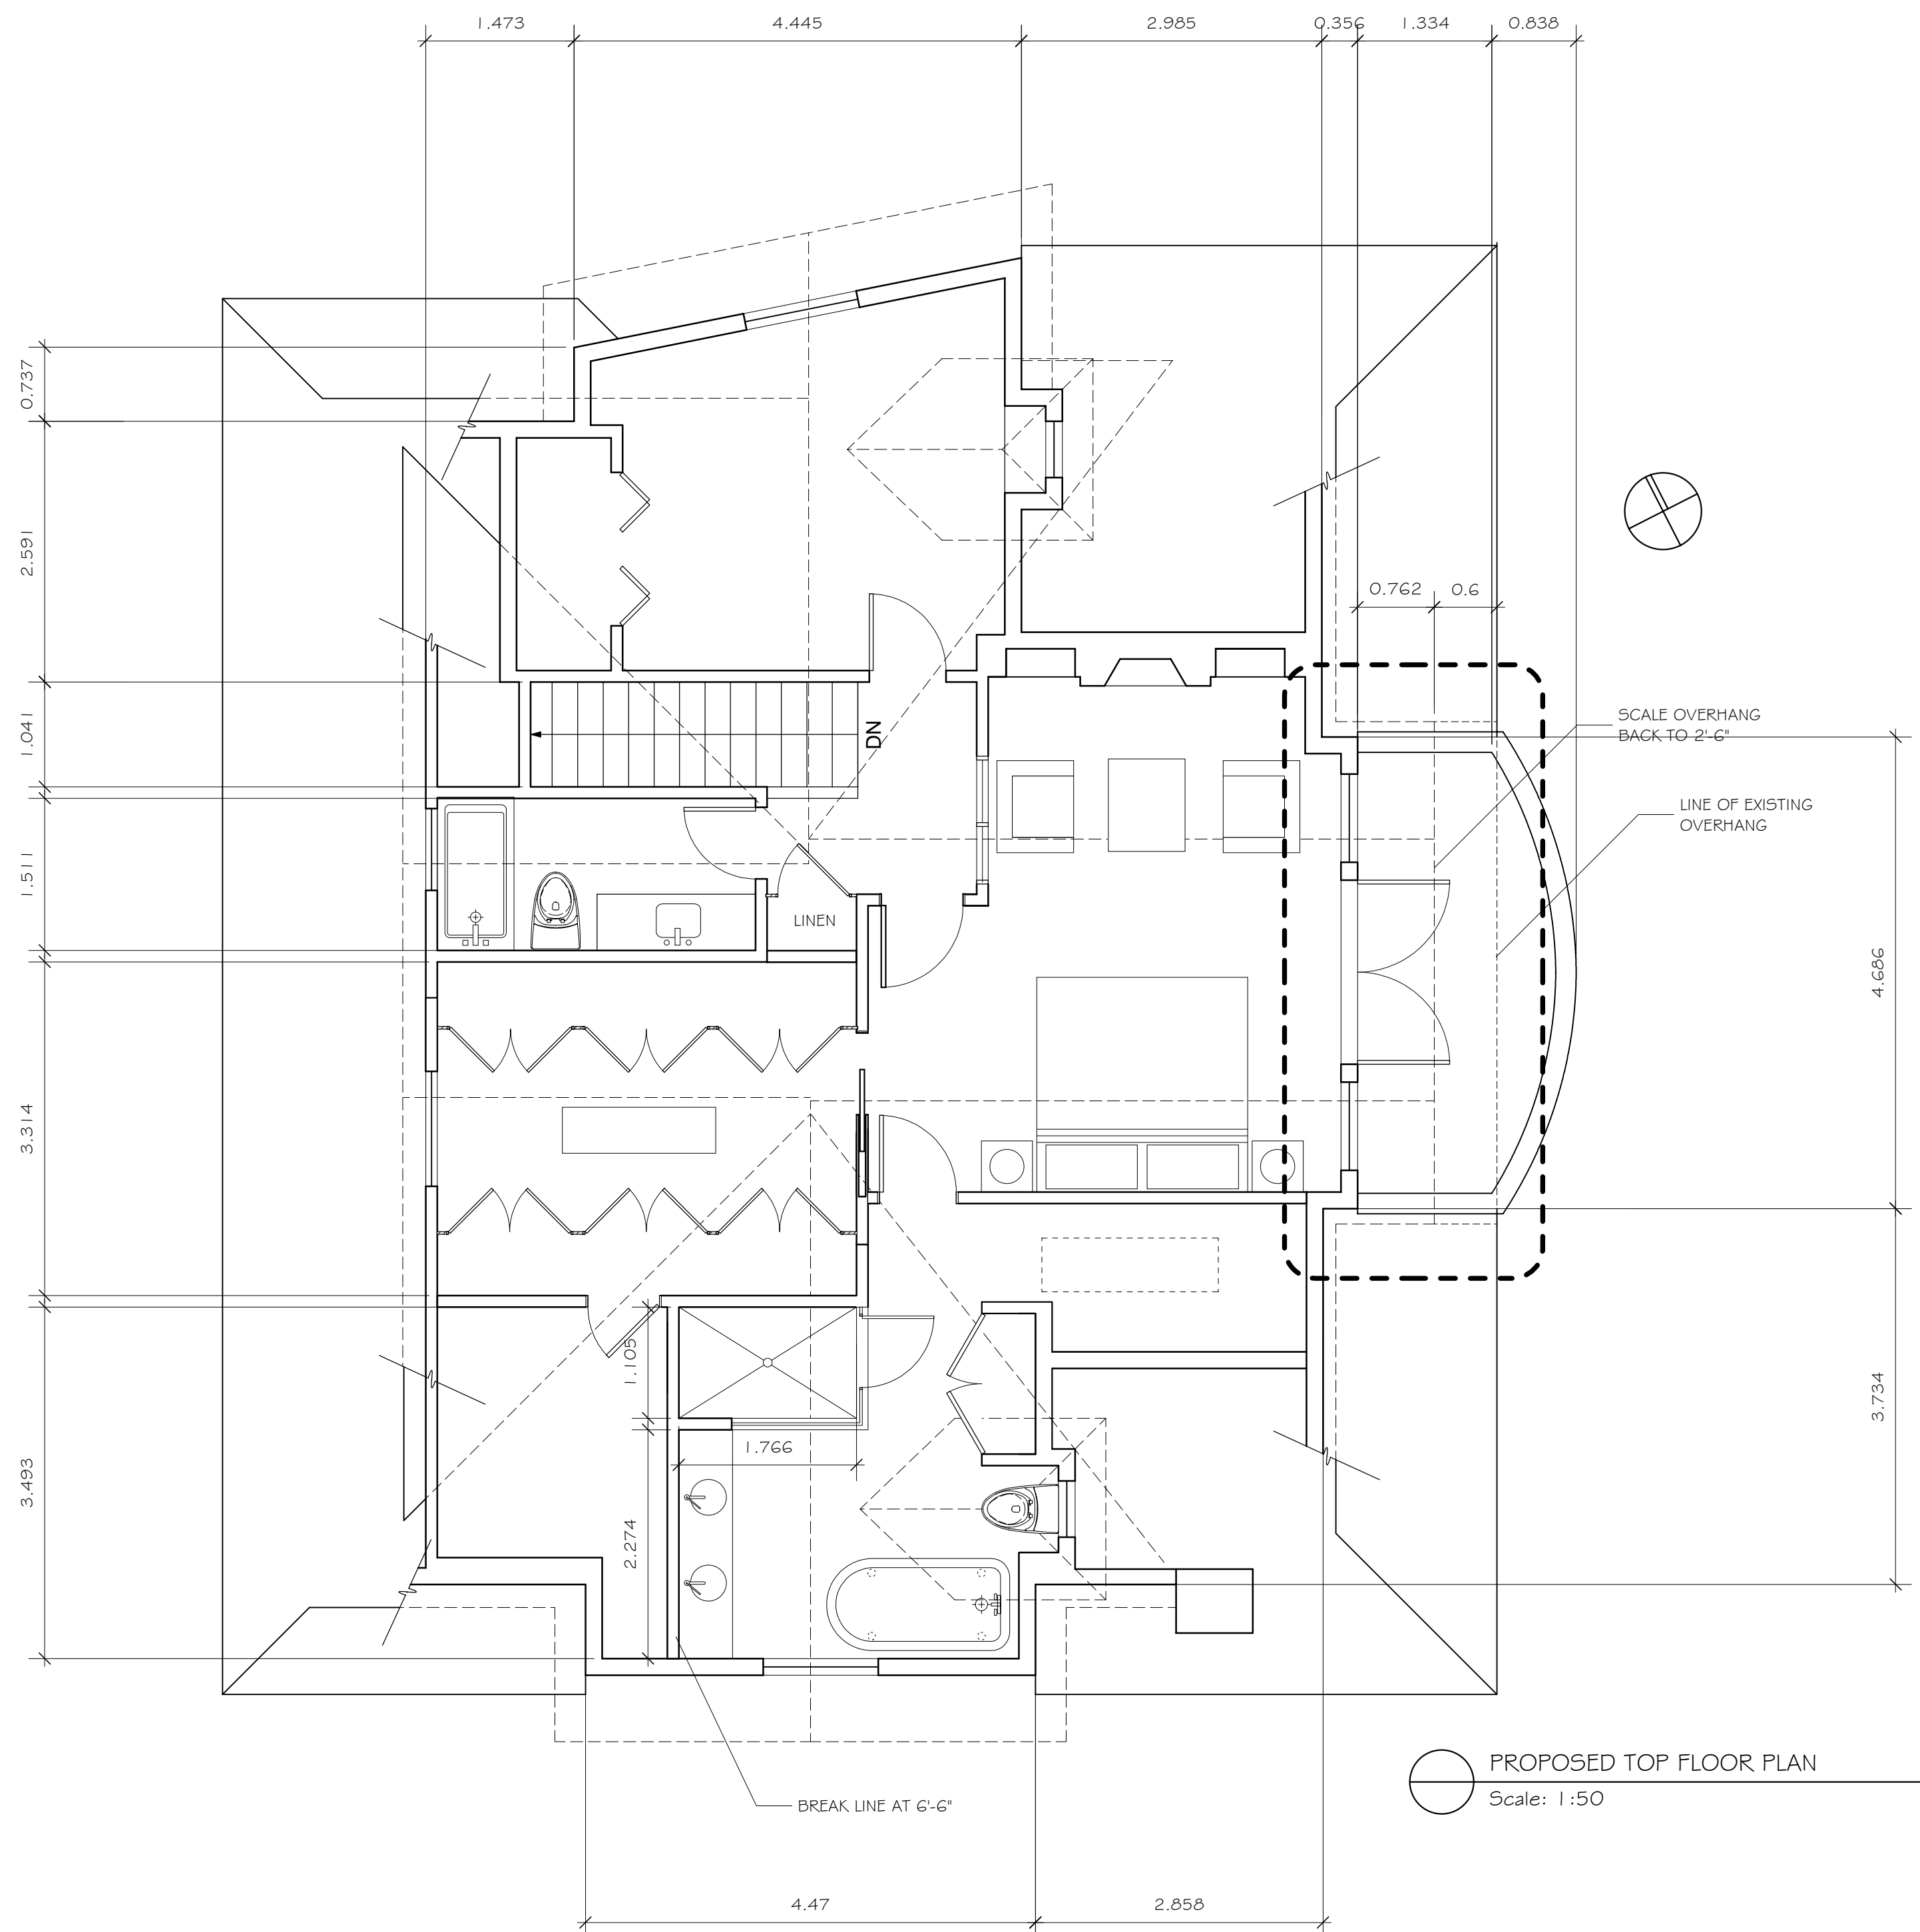 1.473
4.445
2.985
0.356
1.334
0.838
0.737
2.591
0.762
0.6
SCALE OVERHANG
BACK TO 2'-6"
1.041
DN
LINE OF EXISTING
OVERHANG
1.511
LINEN
4.686
3.314
1.105
3.734
1.766
3.493
2.274
PROPOSED TOP FLOOR PLAN
Scale: 1:50
BREAK LINE AT 6'-6"
4.47
2.858